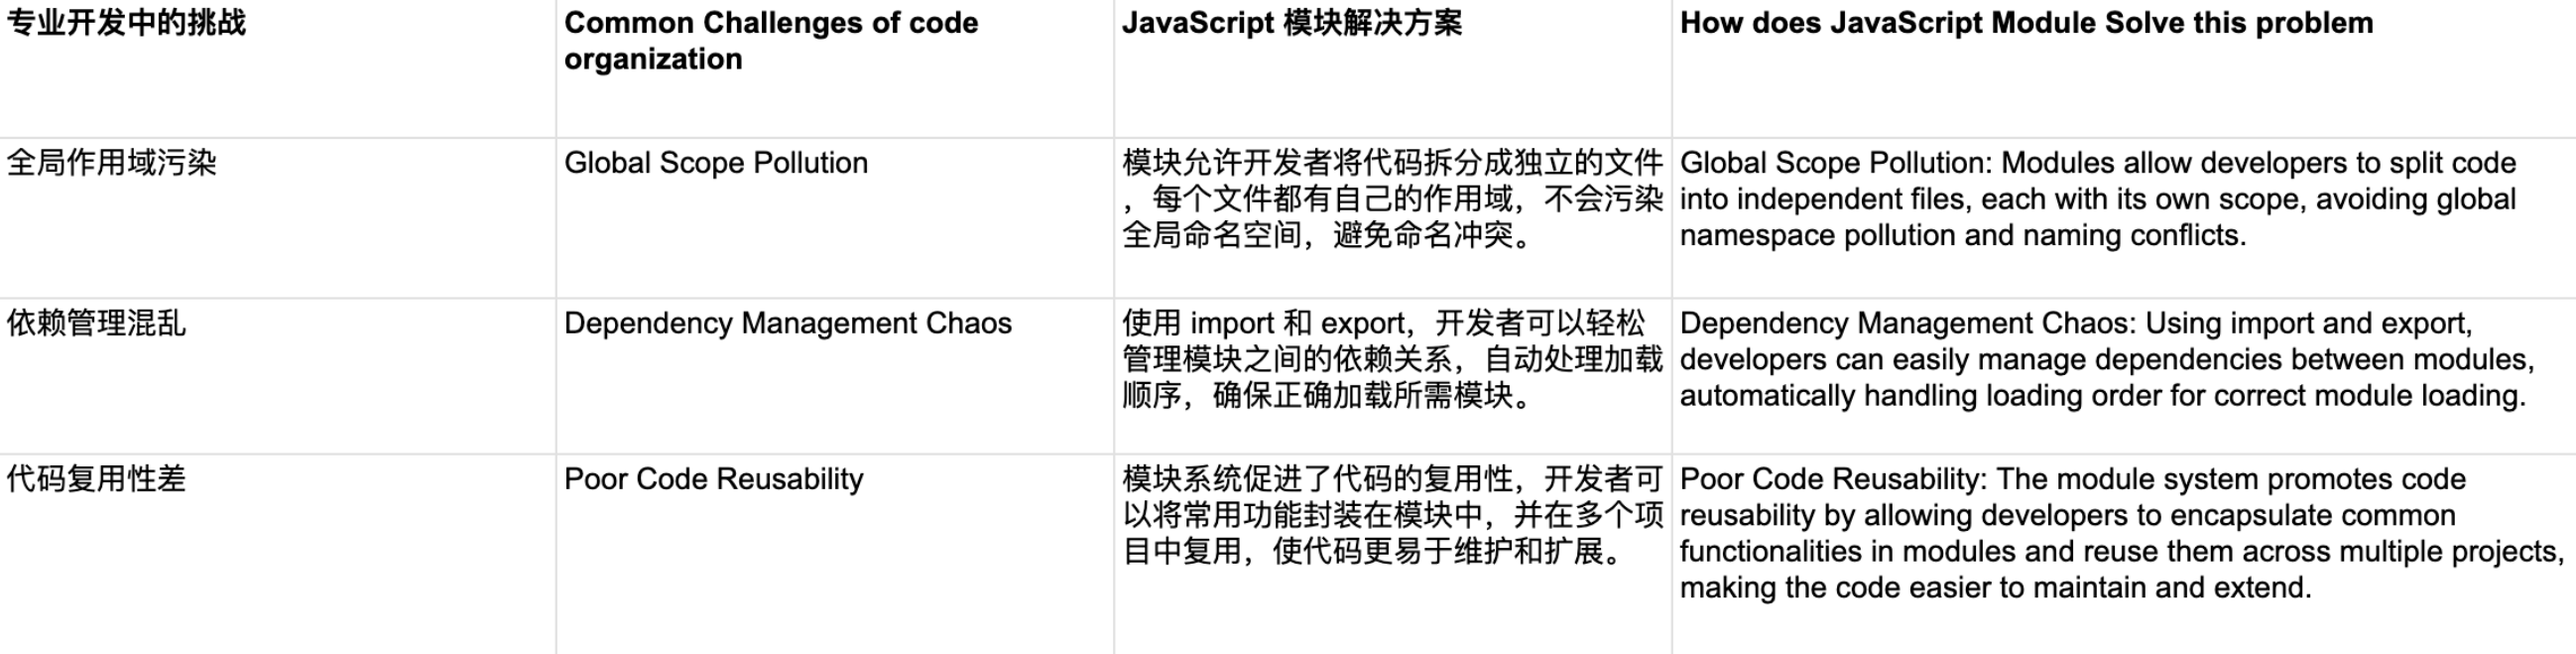 专业开发中的挑战
Common Challenges of code
organization
JavaScript 模块解决方案
How does JavaScript Module Solve this problem
全局作用域污染
Global Scope Pollution
模块允许开发者将代码拆分成独立的文件
，每个文件都有自己的作用域，不会污染
全局命名空间，避免命名冲突。
Global Scope Pollution: Modules allow developers to split code
into independent files, each with its own scope, avoiding global
namespace pollution and naming conflicts.
依赖管理混乱
Dependency Management Chaos
使用 import 和 export，开发者可以轻松
管理模块之间的依赖关系，自动处理加载
顺序，确保正确加载所需模块。
Dependency Management Chaos: Using import and export,
developers can easily manage dependencies between modules,
automatically handling loading order for correct module loading.
代码复用性差
Poor Code Reusability
模块系统促进了代码的复用性，开发者可
以将常用功能封装在模块中，并在多个项
目中复用，使代码更易于维护和扩展。
Poor Code Reusability: The module system promotes code
reusability by allowing developers to encapsulate common
functionalities in modules and reuse them across multiple projects,
making the code easier to maintain and extend.